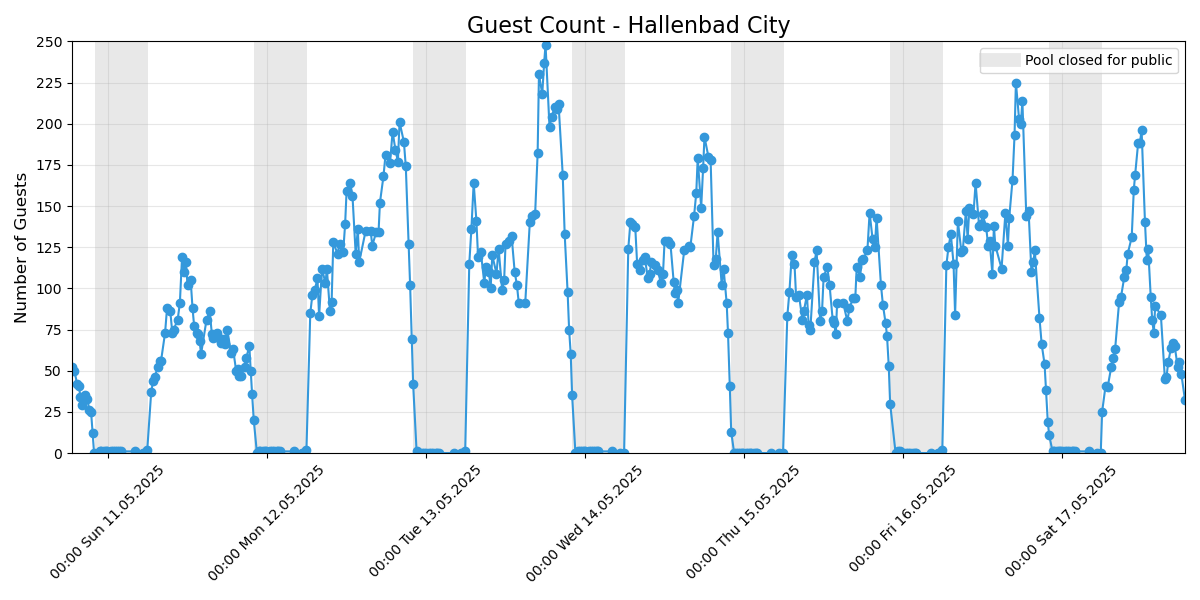 Guest Count - Hallenbad City
Pool closed for public
Number of Guests
250
225
200
175
150
125
100
75
50
25
0
00:00 Sun 11.05.2025
00:00 Mon 12.05.2025
00:00 Tue 13.05.2025
00:00 Wed 14.05.2025
00:00 Thu 15.05.2025
00:00 Fri 16.05.2025
00:00 Sat 17.05.2025